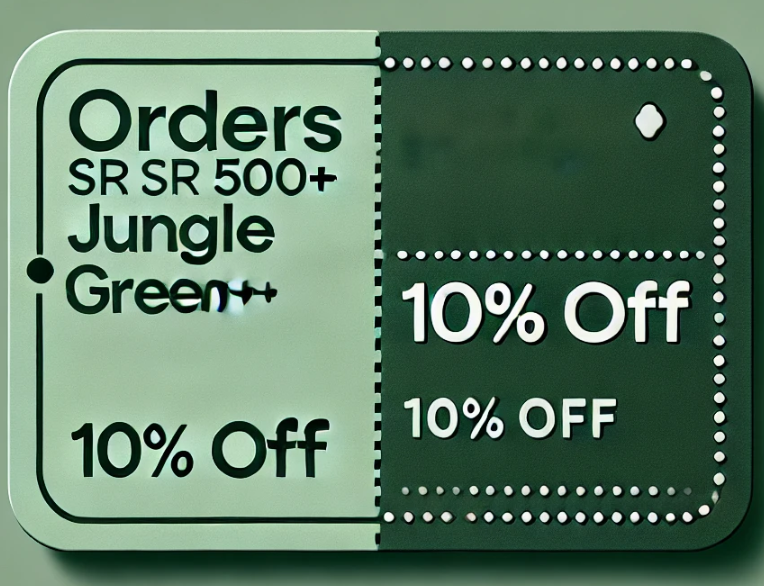 Orders
SR SR 500+
Jungle
Green++
10% Off
10% Off
10% OFF